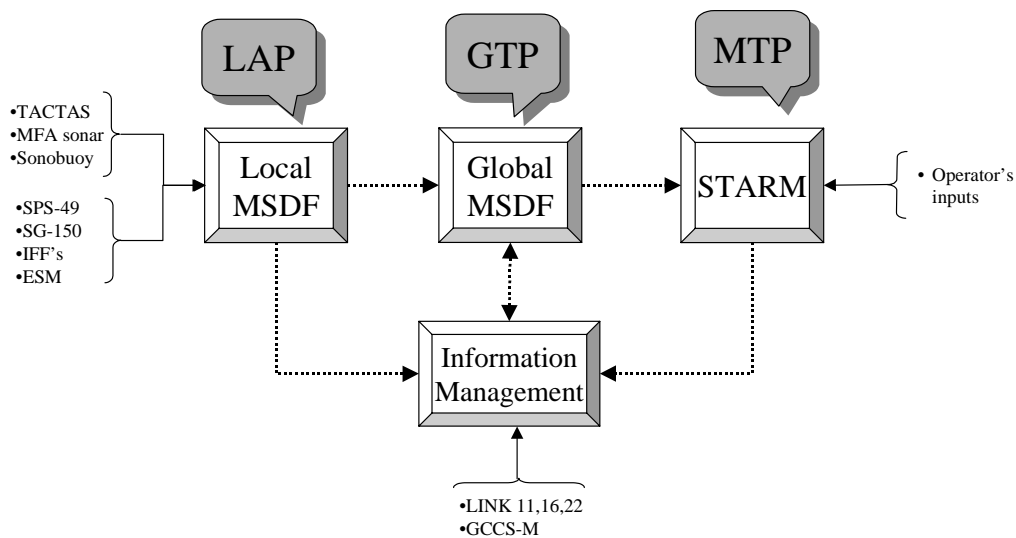 LAP
GTP
MTP
•TACTAS
•MFA sonar
•Sonobuoy
•SPS-49
•SG-150
•IFF's
•ESM
Local
MSDF
Global
MSDF
STARM
• Operator's
inputs
Information
Management
•LINK 11,16,22
•GCCS-M